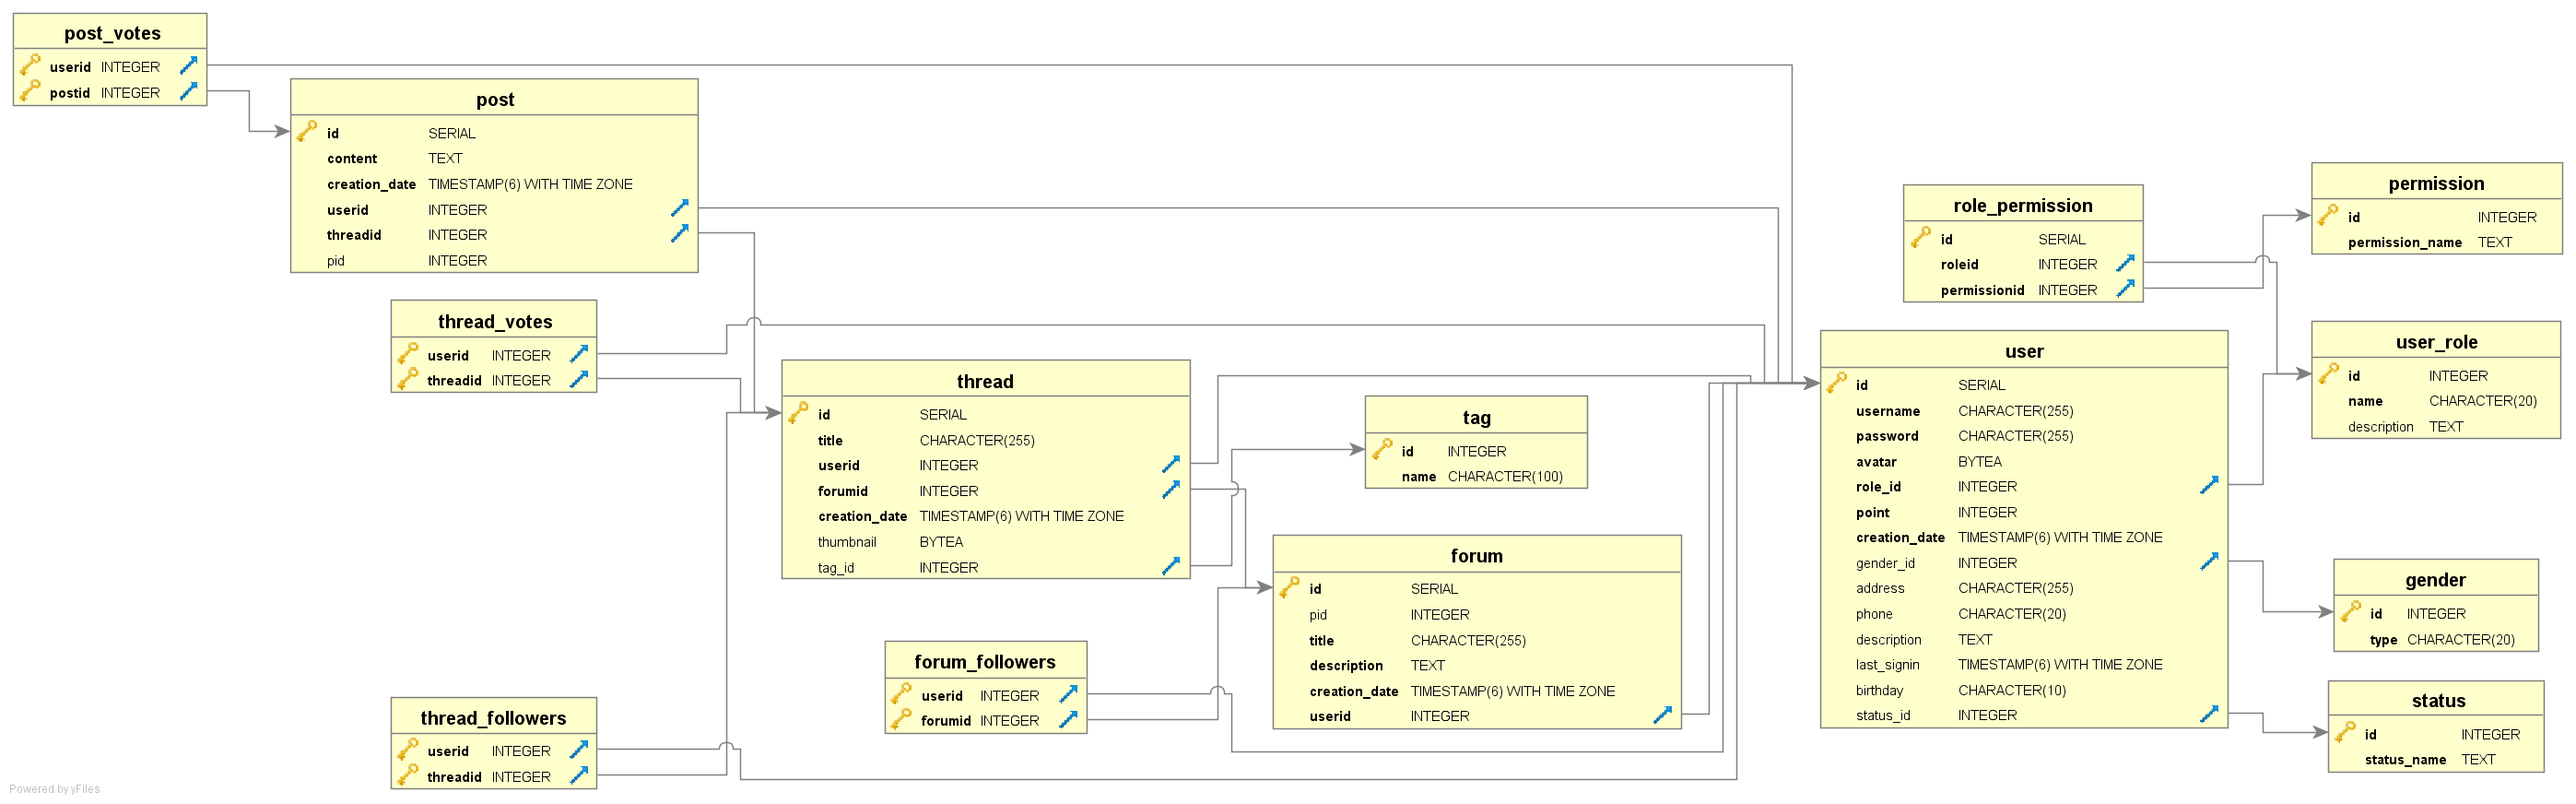 post_votes
userid INTEGER
postid INTEGER
post
id SERIAL
content TEXT
creation_date TIMESTAMP(6) WITH TIME ZONE
userid INTEGER
threadid INTEGER
pid INTEGER
thread_votes
userid INTEGER
threadid INTEGER
thread
id SERIAL
title CHARACTER(255)
userid INTEGER
forumid INTEGER
creation_date TIMESTAMP(6) WITH TIME ZONE
thumbnail BYTEA
tag_id INTEGER
thread_followers
userid INTEGER
threadid INTEGER
forum_followers
userid INTEGER
forumid INTEGER
tag
id INTEGER
name CHARACTER(100)
forum
id SERIAL
pid INTEGER
title CHARACTER(255)
description TEXT
creation_date TIMESTAMP(6) WITH TIME ZONE
userid INTEGER
role_permission
id SERIAL
roleid INTEGER
permissionid INTEGER
user
id SERIAL
username CHARACTER(255)
password CHARACTER(255)
avatar BYTEA
role_id INTEGER
point INTEGER
creation_date TIMESTAMP(6) WITH TIME ZONE
gender_id INTEGER
address CHARACTER(255)
phone CHARACTER(20)
description TEXT
last_signin TIMESTAMP(6) WITH TIME ZONE
birthday CHARACTER(10)
status_id INTEGER
permission
id INTEGER
permission_name TEXT
user_role
id INTEGER
name CHARACTER(20)
description TEXT
gender
id INTEGER
type CHARACTER(20)
status
id INTEGER
status_name TEXT
Powered by yFiles